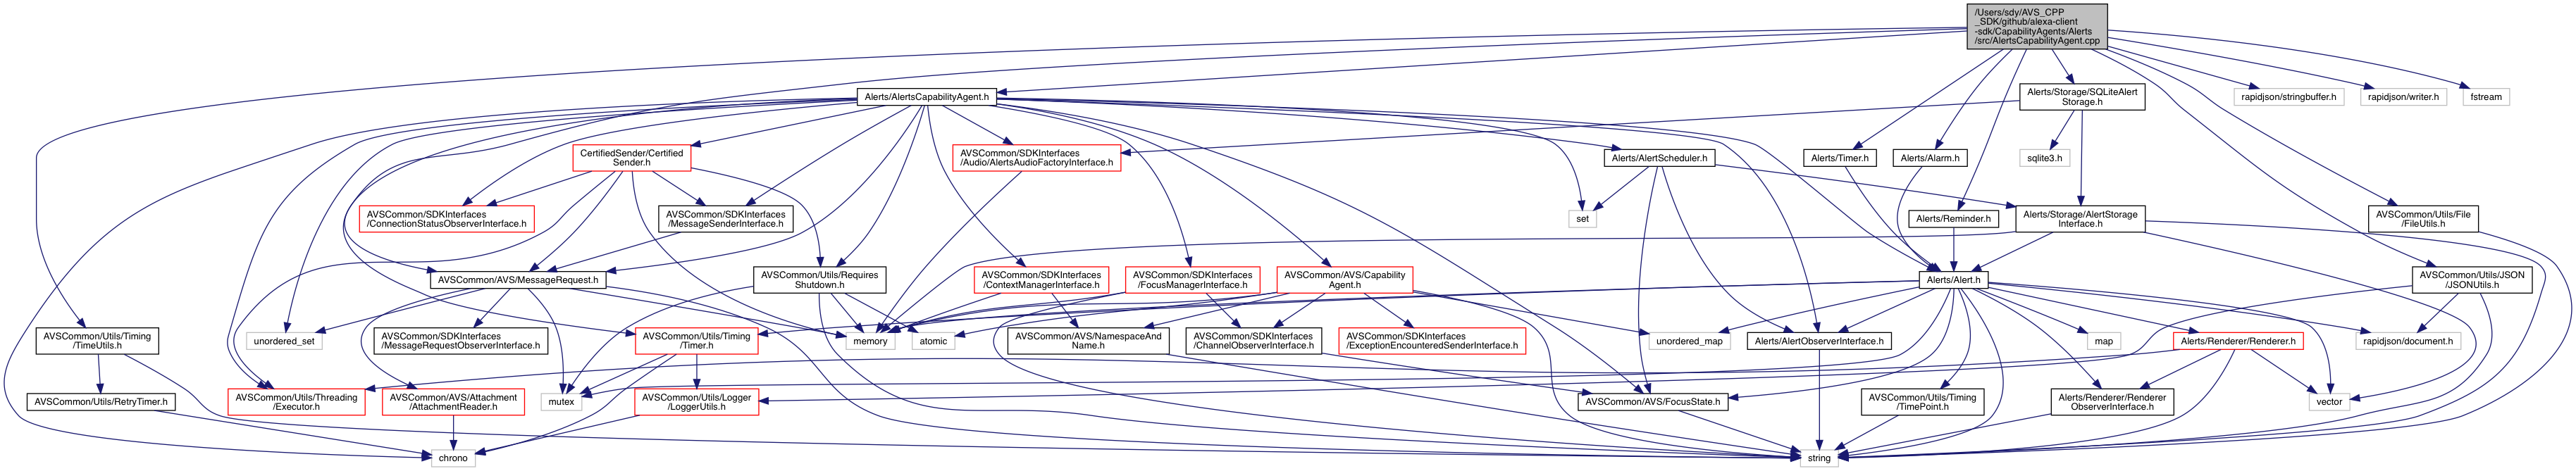 /Users/sdy/AVS_CPP
_SDK/github/alexa-client
-sdk/CapabilityAgents/Alerts
/src/AlertsCapabilityAgent.cpp
Alerts/AlertsCapabilityAgent.h
Alerts/Storage/SQLiteAlert
Storage.h
rapidjson/stringbuffer.h
rapidjson/writer.h
fstream
CertifiedSender/Certified
Sender.h
AVSCommon/SDKInterfaces
/Audio/AlertsAudioFactoryInterface.h
Alerts/AlertScheduler.h
Alerts/Timer.h
Alerts/Alarm.h
sqlite3.h
AVSCommon/SDKInterfaces
/ConnectionStatusObserverInterface.h
AVSCommon/SDKInterfaces
/MessageSenderInterface.h
set
Alerts/Reminder.h
Alerts/Storage/AlertStorage
Interface.h
AVSCommon/Utils/File
/FileUtils.h
AVSCommon/AVS/MessageRequest.h
AVSCommon/Utils/Requires
Shutdown.h
AVSCommon/SDKInterfaces
/ContextManagerInterface.h
AVSCommon/SDKInterfaces
/FocusManagerInterface.h
AVSCommon/AVS/Capability
Agent.h
Alerts/Alert.h
AVSCommon/Utils/JSON
/JSONUtils.h
AVSCommon/Utils/Timing
/TimeUtils.h
unordered_set
AVSCommon/SDKInterfaces
/MessageRequestObserverInterface.h
AVSCommon/Utils/Timing
/Timer.h
memory
atomic
AVSCommon/AVS/NamespaceAnd
Name.h
AVSCommon/SDKInterfaces
/ChannelObserverInterface.h
AVSCommon/SDKInterfaces
/ExceptionEncounteredSenderInterface.h
unordered_map
Alerts/AlertObserverInterface.h
map
Alerts/Renderer/Renderer.h
rapidjson/document.h
AVSCommon/Utils/RetryTimer.h
AVSCommon/Utils/Threading
/Executor.h
AVSCommon/AVS/Attachment
/AttachmentReader.h
mutex
AVSCommon/Utils/Logger
/LoggerUtils.h
AVSCommon/AVS/FocusState.h
AVSCommon/Utils/Timing
/TimePoint.h
Alerts/Renderer/Renderer
ObserverInterface.h
vector
chrono
string